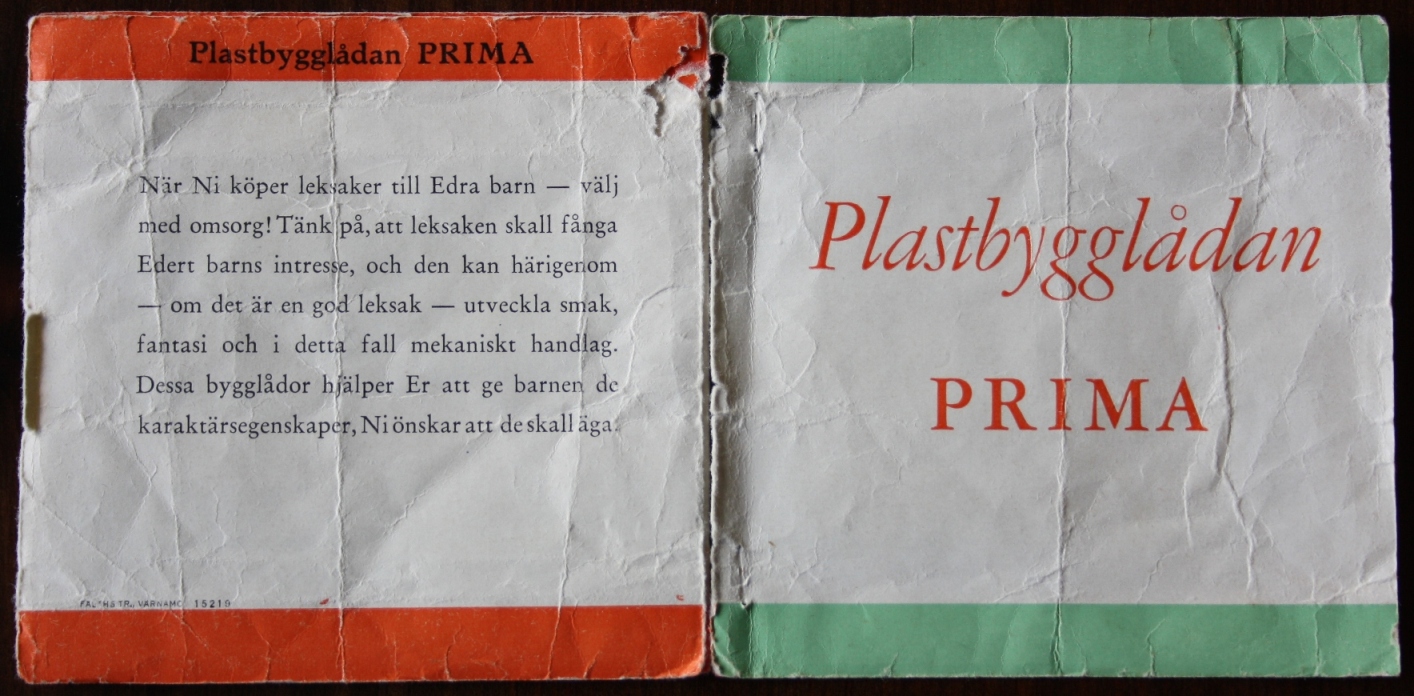 Plastbygglådan PRIMA
När Ni köper leksaker till Edra barn — välj
med omsorg! Tänk på, att leksaken skall fånga
Edert barns intresse, och den kan härigenom
— om det är en god leksak — utveckla smak,
fantasi och i detta fall mekaniskt handlag.
Dessa bygglådor hjälper Er att ge barnen de
karaktärsegenskaper, Ni önskar att de skall äga.
TR., VÄRNAMO 15219
Plastbygglådan
PRIMA